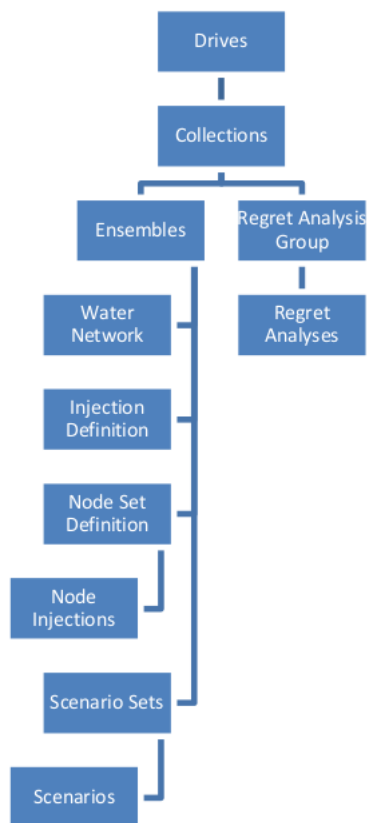 Drives
Collections
Ensembles
Regret Analysis
Group
Water
Network
Regret
Analyses
Injection
Definition
Node Set
Definition
Node
Injections
Scenario Sets
Scenarios